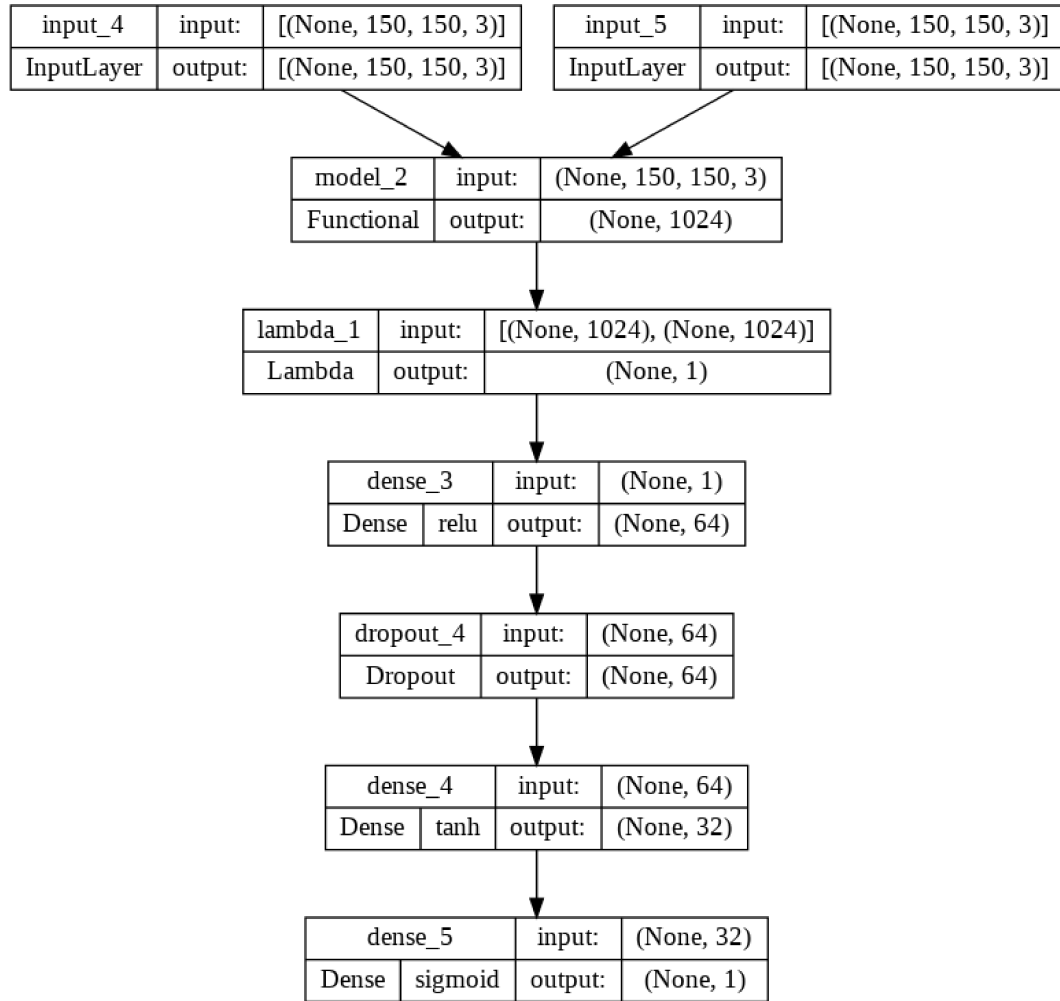 input_4 input: [(None, 150, 150, 3)]
InputLayer output: [(None, 150, 150, 3)]
input_5 input: [(None, 150, 150, 3)]
InputLayer output: [(None, 150, 150, 3)]
model_2 input: (None, 150, 150, 3)
Functional output: (None, 1024)
lambda_1 input: [(None, 1024), (None, 1024)]
Lambda output: (None, 1)
dense_3 input: (None, 1)
Dense relu output: (None, 64)
dropout_4 input: (None, 64)
Dropout output: (None, 64)
dense_4 input: (None, 64)
Dense tanh output: (None, 32)
dense_5 input: (None, 32)
Dense sigmoid output: (None, 1)